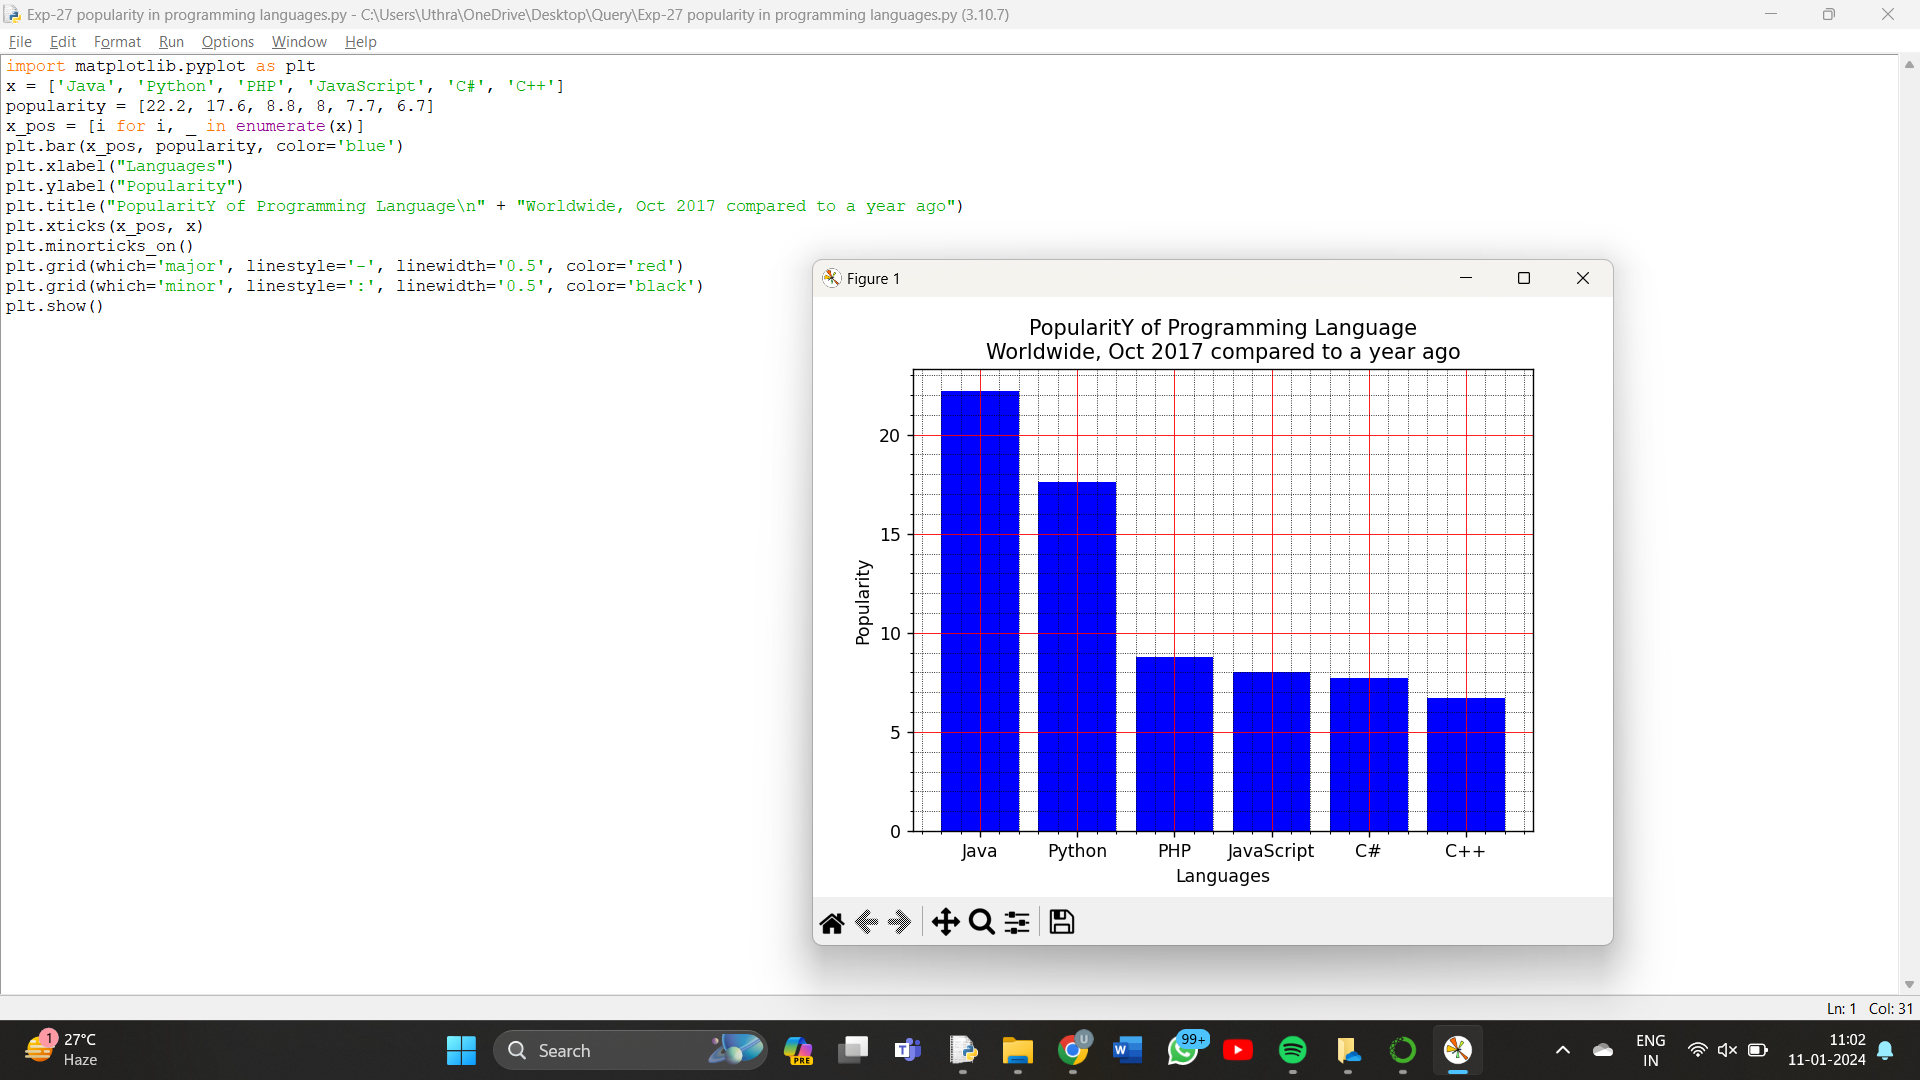 Exp-27 popularity in programming languages.py - C:\Users\Uthra\OneDrive\Desktop\Query\Exp-27 popularity in programming languages.py (3.10.7)
File Edit Format Run Options Window Help
import matplotlib.pyplot as plt
x = ['Java', 'Python', 'PHP', 'JavaScript', 'C#', 'C++']
popularity = [22.2, 17.6, 8.8, 8, 7.7, 6.7]
x_pos = [i for i, _ in enumerate(x)]
plt.bar(x_pos, popularity, color='blue')
plt.xlabel("Languages")
plt.ylabel("Popularity")
plt.title("PopularitY of Programming Language\n" + "Worldwide, Oct 2017 compared to a year ago")
plt.xticks(x_pos, x)
plt.minorticks_on()
plt.grid(which='major', linestyle='-', linewidth='0.5', color='red')
plt.grid(which='minor', linestyle=':', linewidth='0.5', color='black')
plt.show()
Figure 1
PopularitY of Programming Language
Worldwide, Oct 2017 compared to a year ago
Popularity
20
15
10
5
0
Java Python PHP JavaScript C# C++
Languages
Ln: 1 Col: 31
1
27°C
Haze
Search
PRE
T
U
W
99+
ENG
IN
11:02
11-01-2024